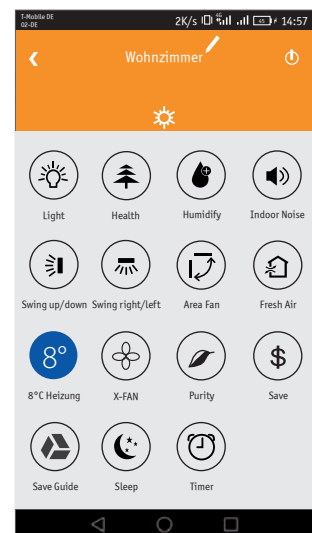 T-Mobile DE
O2-DE
2K/s 4G 45 14:57
Wohnzimmer
Light Health Humidify Indoor Noise
Swing up/down Swing right/left Area Fan Fresh Air
8°
$
8°C Heizung X-FAN Purity Save
Save Guide Sleep Timer